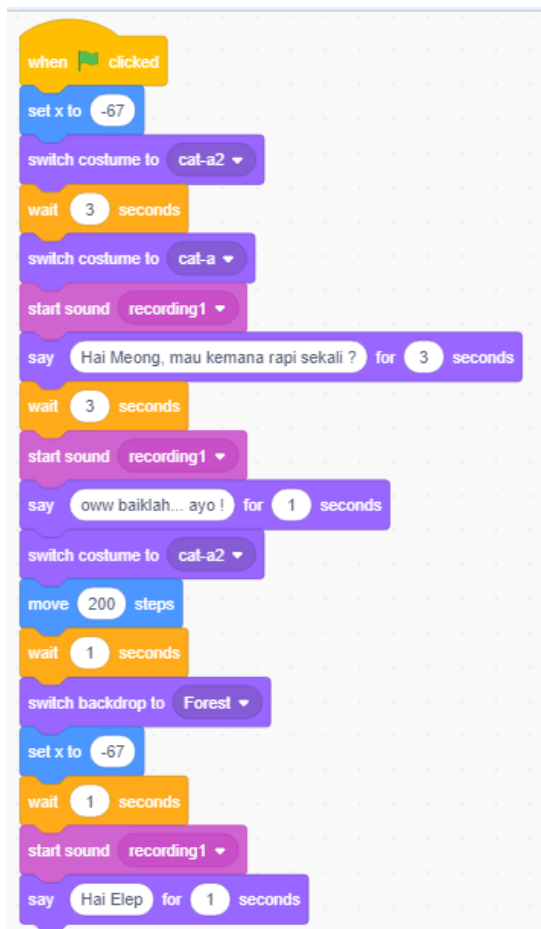 when clicked
set x to -67
switch costume to cat-a2
wait 3 seconds
switch costume to cat-a
start sound recording1
say Hai Meong, mau kemana rapi sekali ? for 3 seconds
wait 3 seconds
start sound recording1
say oww baiklah... ayo ! for 1 seconds
switch costume to cat-a2
move 200 steps
wait 1 seconds
switch backdrop to Forest
set x to -67
wait 1 seconds
start sound recording1
say Hai Elep for 1 seconds